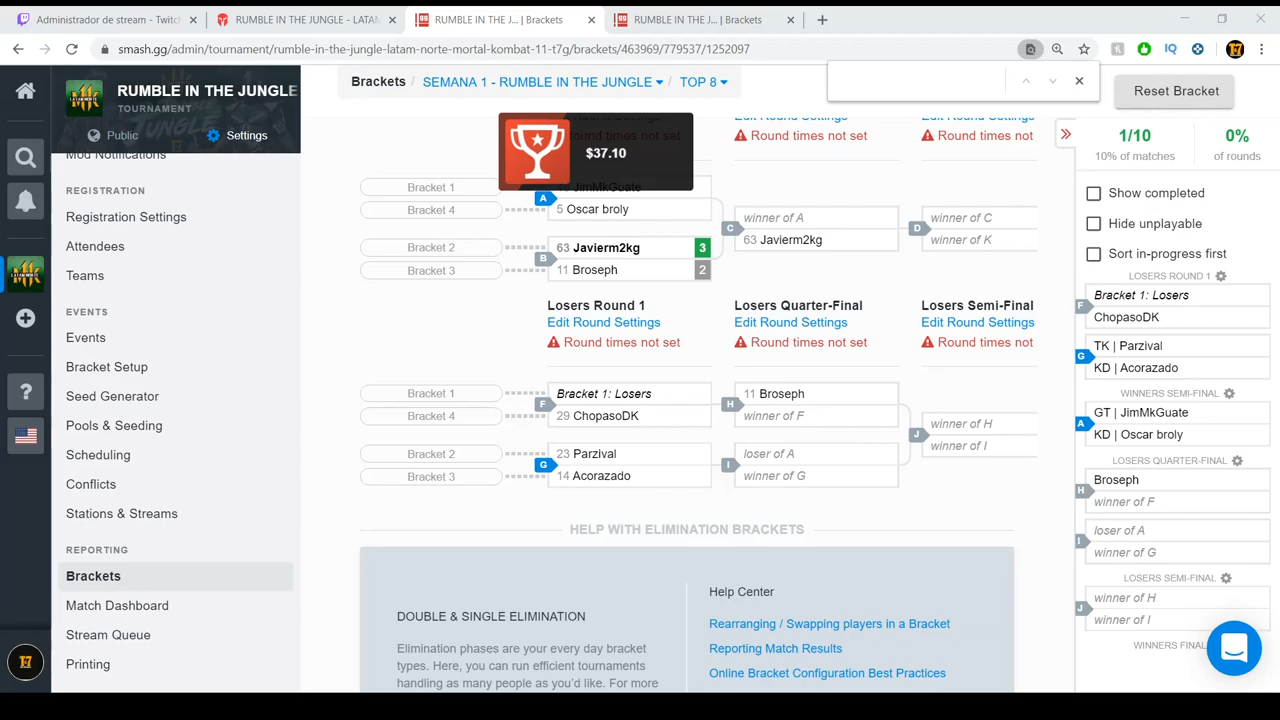 Administrador de stream - Twitch
RUMBLE IN THE JUNGLE - LATAM
RUMBLE IN THE J... | Brackets
RUMBLE IN THE J... | Brackets
smash.gg/admin/tournament/rumble-in-the-jungle-latam-norte-mortal-kombat-11-t7g/brackets/463969/779537/1252097
RUMBLE IN THE JUNGLE
TOURNAMENT
Public
Settings
Mod Notifications
REGISTRATION
Registration Settings
Attendees
Teams
EVENTS
Events
Bracket Setup
Seed Generator
Pools & Seeding
Scheduling
Conflicts
Stations & Streams
REPORTING
Brackets
Match Dashboard
Stream Queue
Printing
Brackets / SEMANA 1 - RUMBLE IN THE JUNGLE TOP 8
Reset Bracket
Edit Round Settings
Edit Round Settings
Round times not set
Round times not
$37.10
Bracket 1
JimMkGuate
Bracket 4
A
5 Oscar broly
winner of A
C
63 Javierm2kg
winner of C
D
winner of K
Bracket 2
63 Javierm2kg 3
B
Bracket 3
11 Broseph 2
Losers Round 1
Losers Quarter-Final
Losers Semi-Final
Edit Round Settings
Edit Round Settings
Edit Round Settings
Round times not set
Round times not set
Round times not
Bracket 1
Bracket 1: Losers
F
Bracket 4
29 ChopasoDK
11 Broseph
H
winner of F
winner of H
J
winner of I
Bracket 2
23 Parzival
G
Bracket 3
14 Acorazado
loser of A
I
winner of G
HELP WITH ELIMINATION BRACKETS
DOUBLE & SINGLE ELIMINATION
Elimination phases are your every day bracket
types. Here, you can run efficient tournaments
handling as many people as you'd like. For more
Help Center
Rearranging / Swapping players in a Bracket
Reporting Match Results
Online Bracket Configuration Best Practices
1/10
10% of matches
0%
of rounds
Show completed
Hide unplayable
Sort in-progress first
LOSERS ROUND 1
Bracket 1: Losers
F
ChopasoDK
TK | Parzival
G
KD | Acorazado
WINNERS SEMI-FINAL
GT | JimMkGuate
A
KD | Oscar broly
LOSERS QUARTER-FINAL
Broseph
H
winner of F
loser of A
I
winner of G
LOSERS SEMI-FINAL
winner of H
J
winner of I
WINNERS FINAL